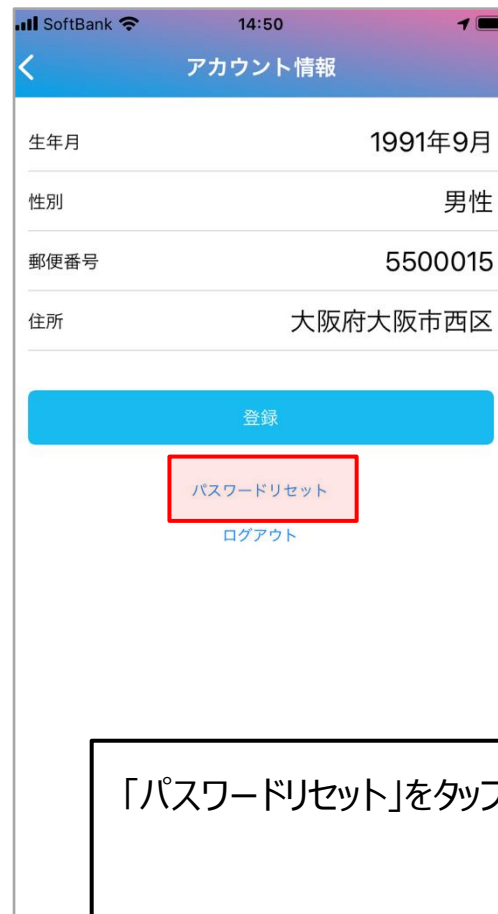 SoftBank 14:50
アカウント情報
生年月 1991年9月
性別 男性
郵便番号 5500015
住所 大阪府大阪市西区
登録
パスワードリセット
ログアウト
「パスワードリセット」をタップ